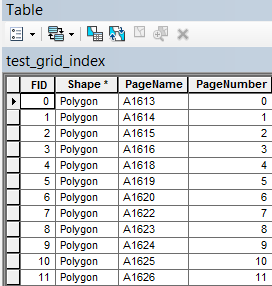 Table
test_grid_index
FID Shape * PageName PageNumber
0 Polygon A1613 0
1 Polygon A1614 1
2 Polygon A1615 2
3 Polygon A1616 3
4 Polygon A1618 4
5 Polygon A1619 5
6 Polygon A1620 6
7 Polygon A1622 7
8 Polygon A1623 8
9 Polygon A1624 9
10 Polygon A1625 10
11 Polygon A1626 11